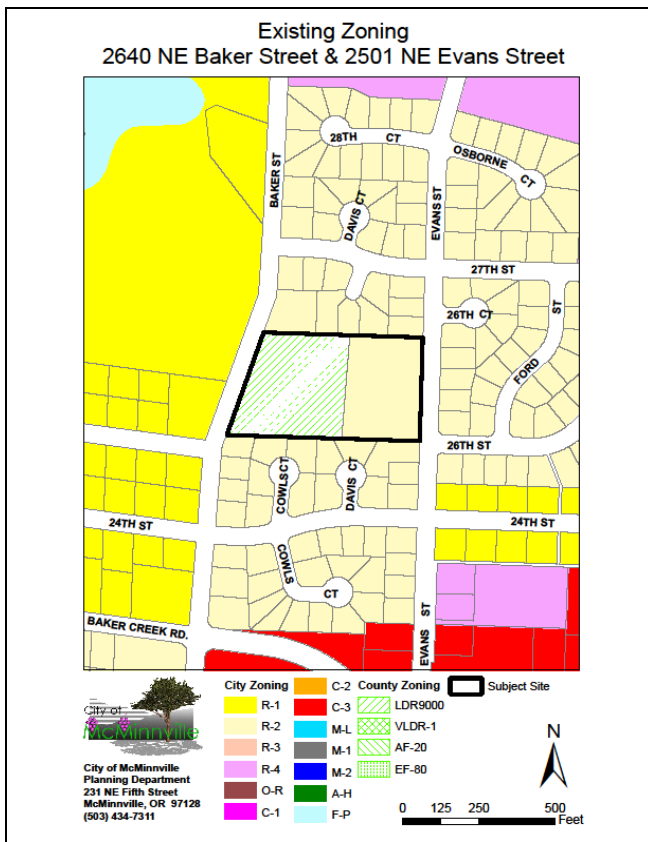 Existing Zoning
2640 NE Baker Street & 2501 NE Evans Street
28TH CT
OSBORNE CT
BAKER ST
DAVIS CT
EVANS ST
27TH ST
26TH CT
FORD ST
26TH ST
COWLS CT
DAVIS CT
24TH ST
24TH ST
COWLS CT
EVANS ST
BAKER CREEK RD.
City of
McMinnville
City of McMinnville
Planning Department
231 NE Fifth Street
McMinnville, OR 97128
(503) 434-7311
City Zoning
R-1
R-2
R-3
R-4
O-R
C-1
C-2
C-3
M-L
M-1
M-2
A-H
F-P
County Zoning
LDR9000
VLDR-1
AF-20
EF-80
Subject Site
N
0 125 250 500
Feet